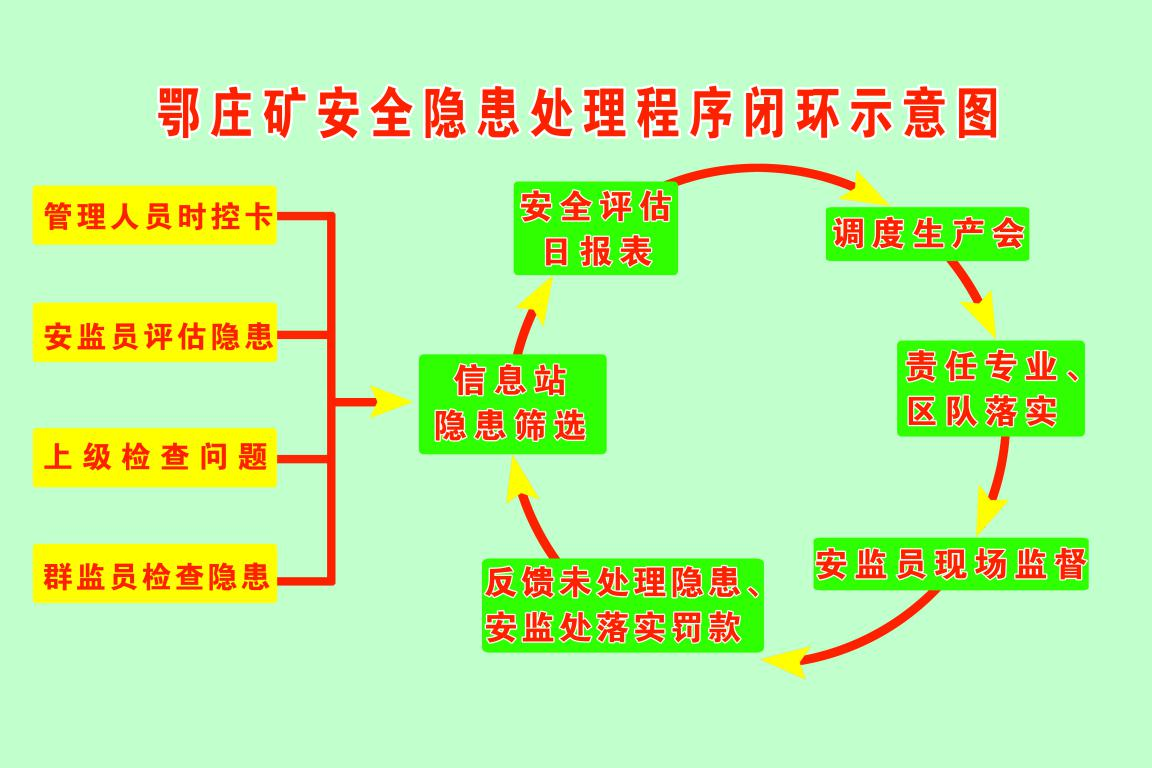 鄂庄矿安全隐患处理程序闭环示意图
管理人员时控卡
安监员评估隐患
上级检查问题
群监员检查隐患
信息站
隐患筛选
安全评估
日报表
调度生产会
责任专业、
区队落实
安监员现场监督
反馈未处理隐患、
安监处落实罚款